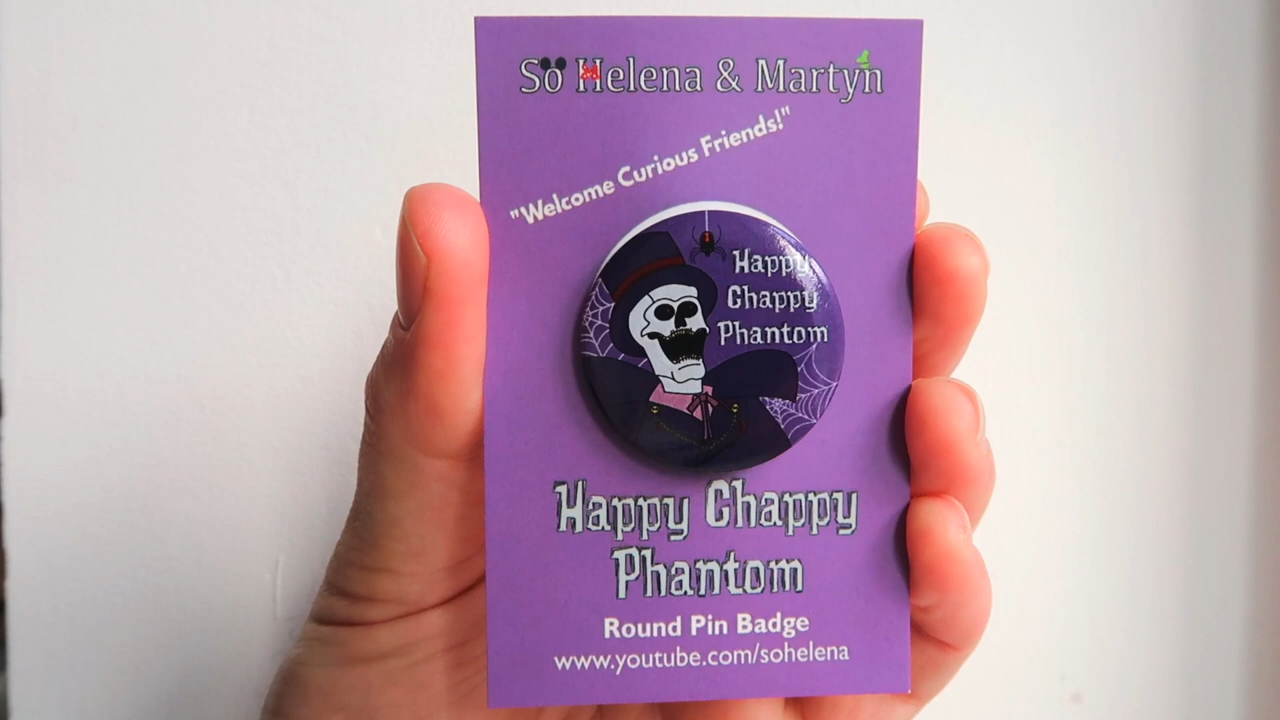 So Helena & Martyn
"Welcome Curious Friends!"
Happy
Chappy
Phantom
Happy Chappy
Phantom
Round Pin Badge
www.youtube.com/sohelena